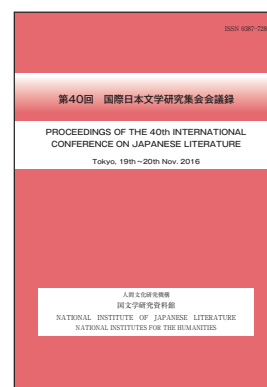 ISSN 0387-728
第40回 国際日本文学研究集会会議録
PROCEEDINGS OF THE 40th INTERNATIONAL
CONFERENCE ON JAPANESE LITERATURE
Tokyo, 19th～20th Nov. 2016
人間文化研究機構
国文学研究資料館
NATIONAL INSTITUTE OF JAPANESE LITERATURE
NATIONAL INSTITUTES FOR THE HUMANITIES